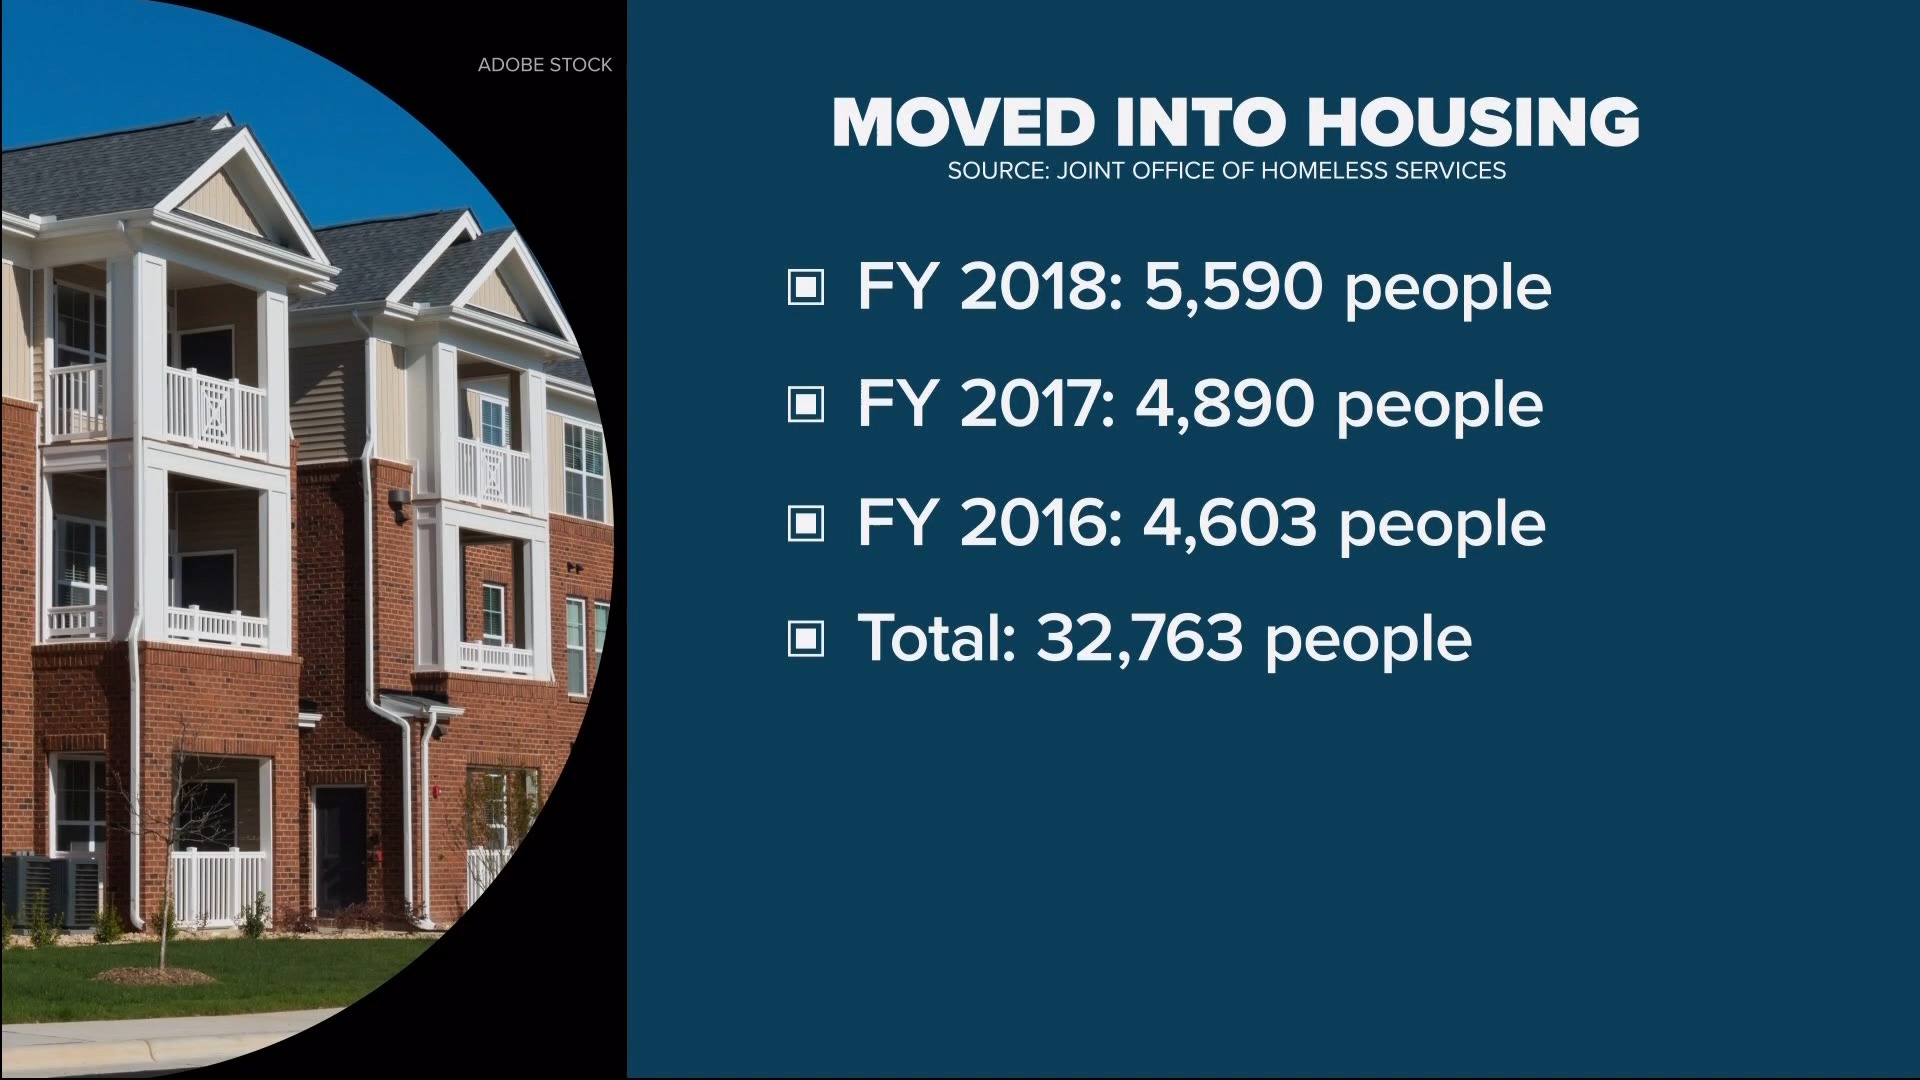 ADOBE STOCK
MOVED INTO HOUSING
SOURCE: JOINT OFFICE OF HOMELESS SERVICES
FY 2018: 5,590 people
FY 2017: 4,890 people
FY 2016: 4,603 people
Total: 32,763 people